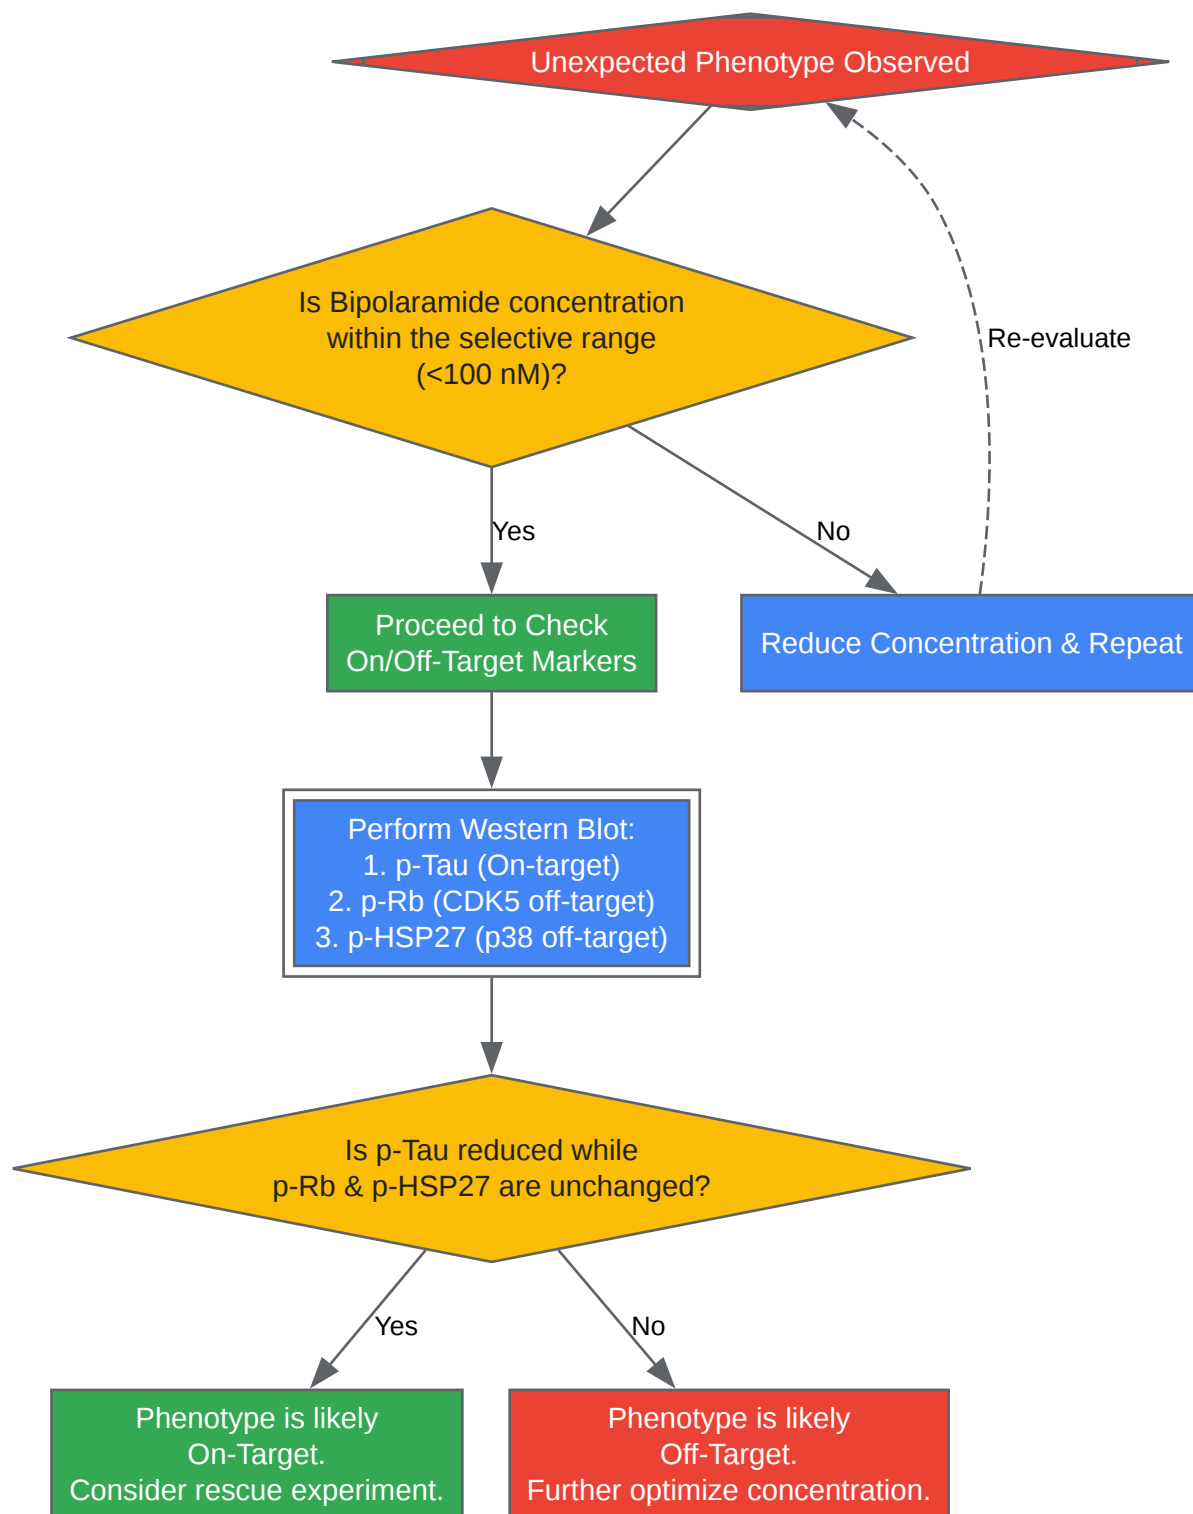 Unexpected Phenotype Observed
Is Bipolaramide concentration
within the selective range
(<100 nM)?
Re-evaluate
Yes
No
Proceed to Check
On/Off-Target Markers
Reduce Concentration & Repeat
Perform Western Blot:
1. p-Tau (On-target)
2. p-Rb (CDK5 off-target)
3. p-HSP27 (p38 off-target)
Is p-Tau reduced while
p-Rb & p-HSP27 are unchanged?
Yes
No
Phenotype is likely
On-Target.
Consider rescue experiment.
Phenotype is likely
Off-Target.
Further optimize concentration.